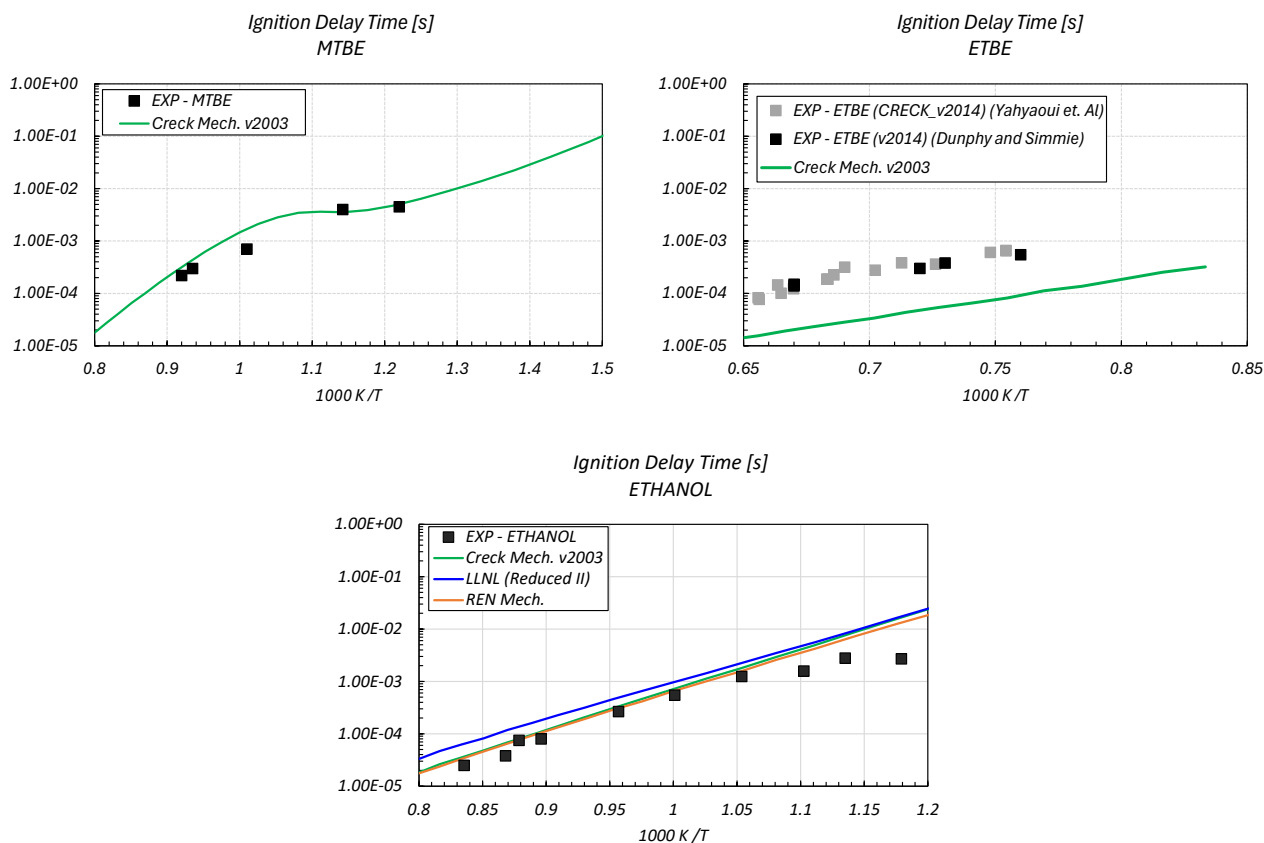 Ignition Delay Time [s]
MTBE
1.00E+00
1.00E-01
1.00E-02
1.00E-03
1.00E-04
1.00E-05
EXP - MTBE
Creck Mech. v2003
0.8 0.9 1 1.1 1.2 1.3 1.4 1.5
1000 K /T
Ignition Delay Time [s]
ETBE
1.00E+00
1.00E-01
1.00E-02
1.00E-03
1.00E-04
1.00E-05
EXP - ETBE (CRECK_v2014) (Yahyaoui et. Al)
EXP - ETBE (v2014) (Dunphy and Simmie)
Creck Mech. v2003
0.65 0.7 0.75 0.8 0.85
1000 K /T
Ignition Delay Time [s]
ETHANOL
1.00E+00
1.00E-01
1.00E-02
1.00E-03
1.00E-04
1.00E-05
EXP - ETHANOL
Creck Mech. v2003
LLNL (Reduced II)
REN Mech.
0.8 0.85 0.9 0.95 1 1.05 1.1 1.15 1.2
1000 K /T